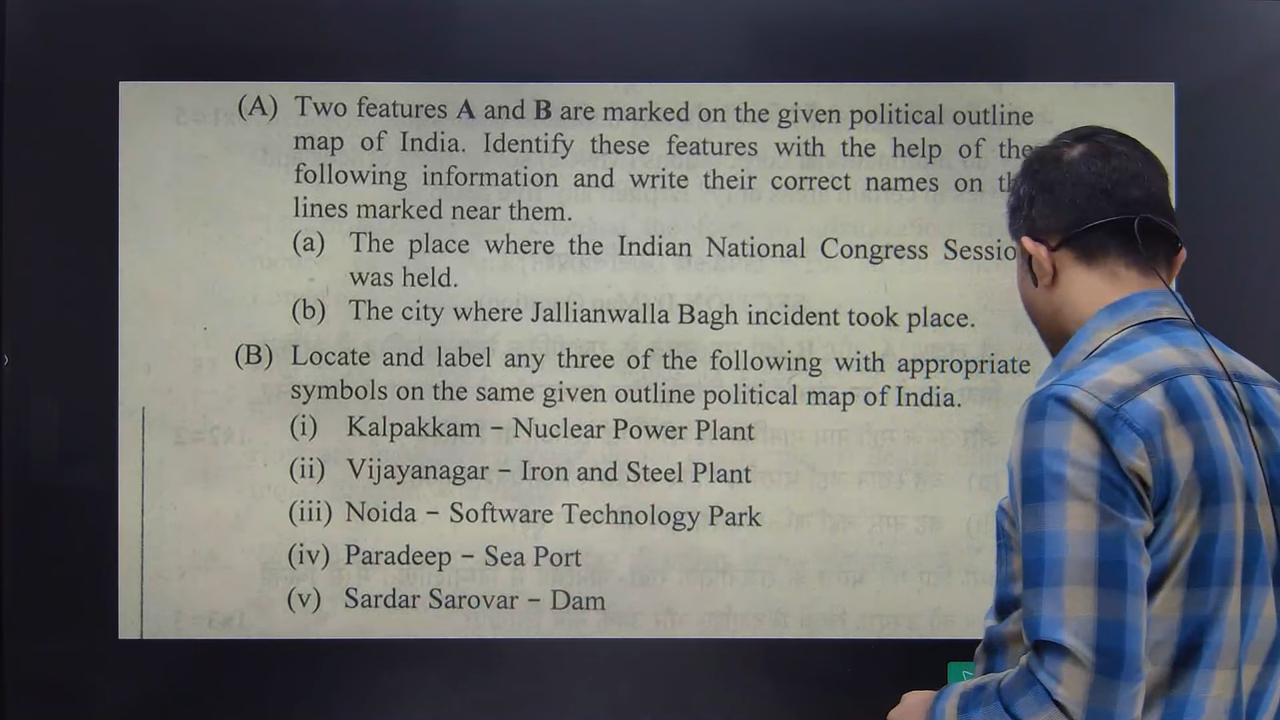 (A) Two features A and B are marked on the given political outline
map of India. Identify these features with the help of the
following information and write their correct names on
lines marked near them.
(a) The place where the Indian National Congress
was held.
(b) The city where Jallianwalla Bagh incident took place.
(B) Locate and label any three of the following with appropriate
symbols on the same given outline political map of India.
(i) Kalpakkam – Nuclear Power Plant
(ii) Vijayanagar – Iron and Steel Plant
(iii) Noida – Software Technology Park
(iv) Paradeep – Sea Port
(v) Sardar Sarovar – Dam